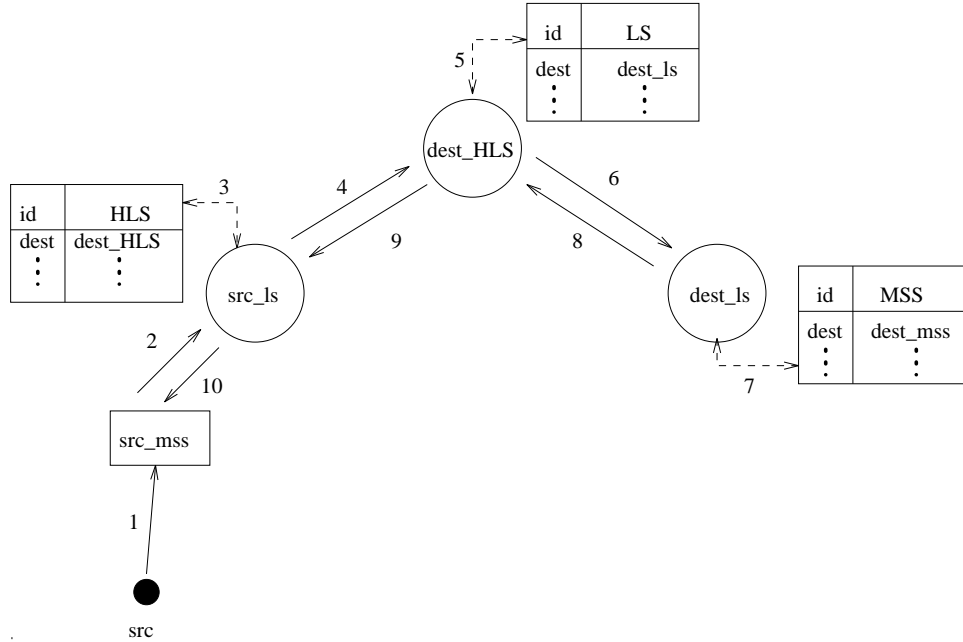 id LS
dest dest_ls
5
dest_HLS
3
4
6
id HLS
dest dest_HLS
9
8
src_ls
dest_ls
id MSS
dest dest_mss
2
10
7
src_mss
1
src